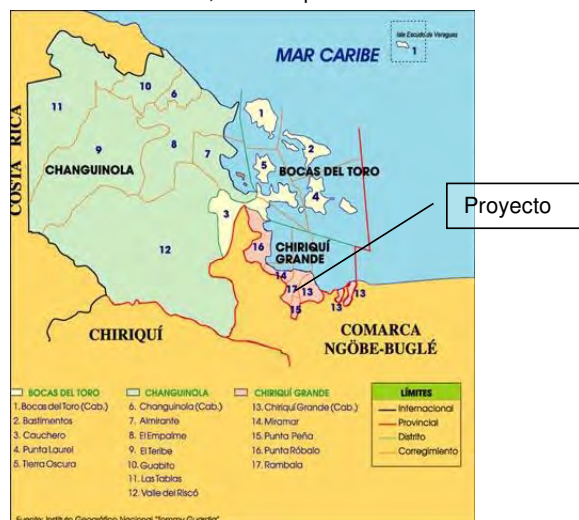 Isla Escudo de Veraguas
1
MAR CARIBE
COSTA RICA
10
6
11
1
9
8
7
2
5
CHANGUINOLA
BOCAS DEL TORO
4
3
Proyecto
16
CHIRIQUÍ GRANDE
12
14
17
13
13
13
15
CHIRIQUÍ
COMARCA
NGÖBE-BUGLÉ
BOCAS DEL TORO
1. Bocas del Toro (Cab.)
2. Bastimentos
3. Cauchero
4. Punta Laurel
5. Tierra Oscura
CHANGUINOLA
6. Changuinola (Cab.)
7. Almirante
8. El Empalme
9. El Teribe
10. Guabito
11. Las Tablas
12 Valle del Riscó
CHIRIQUÍ GRANDE
13. Chiriquí Grande (Cab.)
14. Miramar
15. Punta Peña
16. Punta Róbalo
17. Rambala
LÍMITES
Internacional
Provincial
Distrito
Corregimiento
Fuente: Instituto Geográfico Nacional "Tommy Guardia"